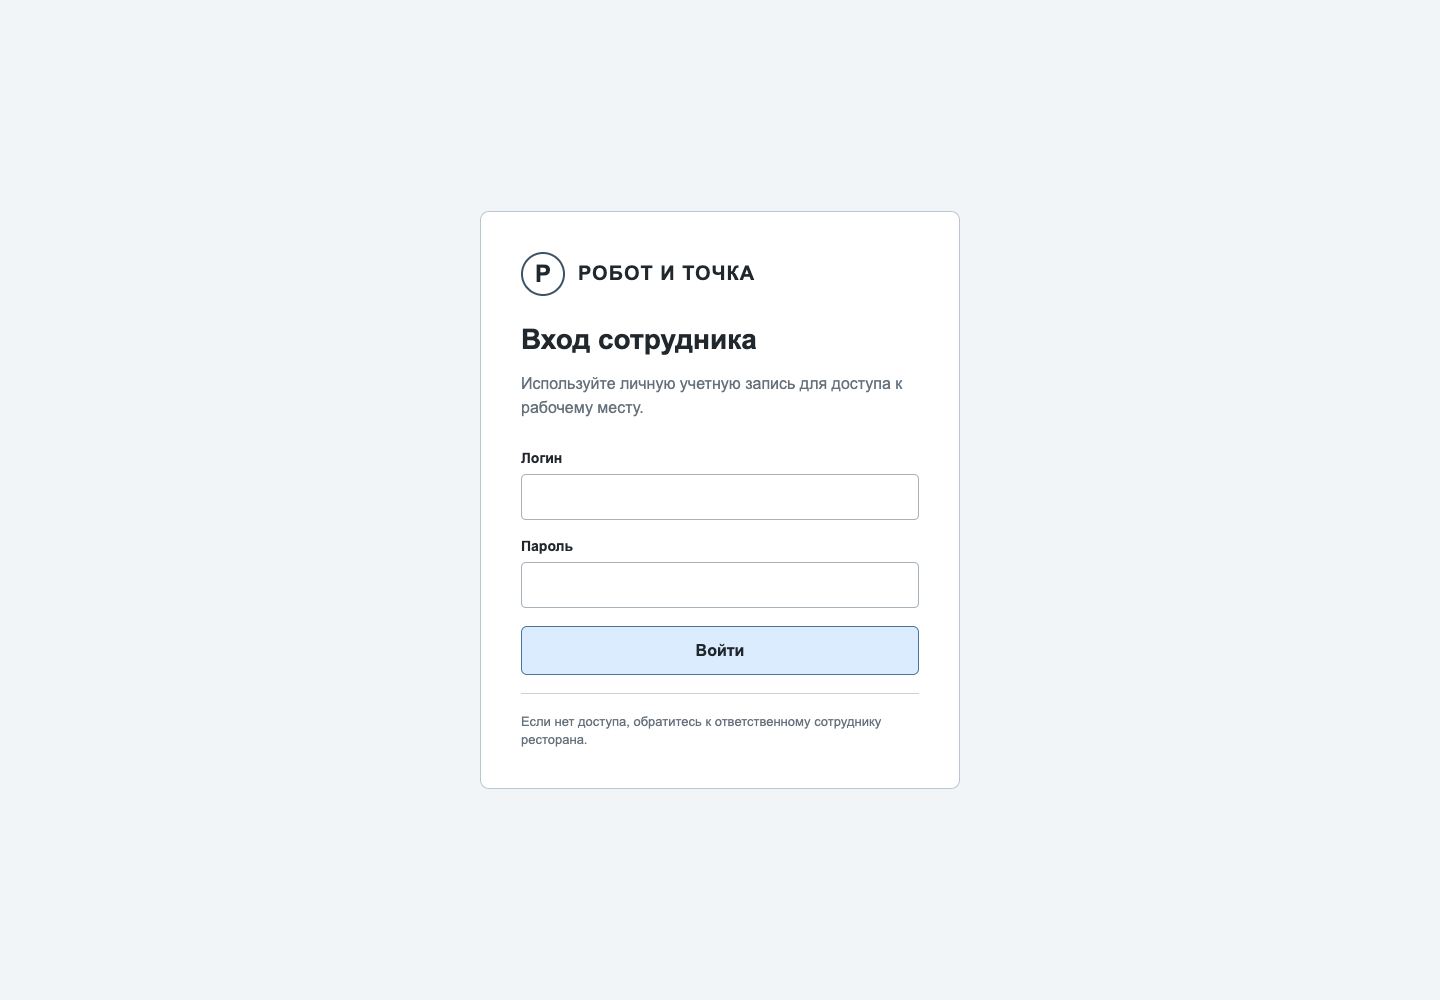 Р РОБОТ И ТОЧКА
Вход сотрудника
Используйте личную учетную запись для доступа к
рабочему месту.
Логин
Пароль
Войти
Если нет доступа, обратитесь к ответственному сотруднику
ресторана.